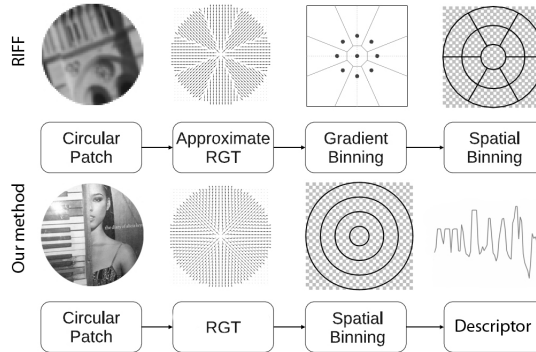 RIFF
Circular Patch
Approximate RGT
Gradient Binning
Spatial Binning
Our method
Circular Patch
RGT
Spatial Binning
Descriptor